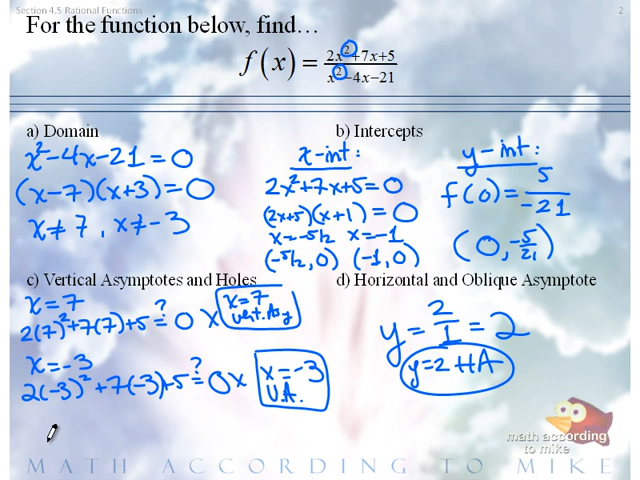 Section 4.5 Rational Functions 2
For the function below, find…
f(x) = (2x²+7x+5)/(x²-4x-21)
a) Domain
x²-4x-21=0
(x-7)(x+3)=0
x≠7, x≠-3
b) Intercepts
x-int:
2x²+7x+5=0
(2x+5)(x+1)=0
x=-5/2 x=-1
(-5/2,0) (-1,0)
y-int:
f(0)=5/-21
(0,-5/21)
c) Vertical Asymptotes and Holes
x=7
2(7)²+7(7)+5≟0 x
x=7
vert. Asy
x=-3
2(-3)²+7(-3)+5≟0 x
x=-3
V.A.
d) Horizontal and Oblique Asymptote
y=2/1=2
y=2 HA
math according
to mike
MATH ACCORDING TO MIKE